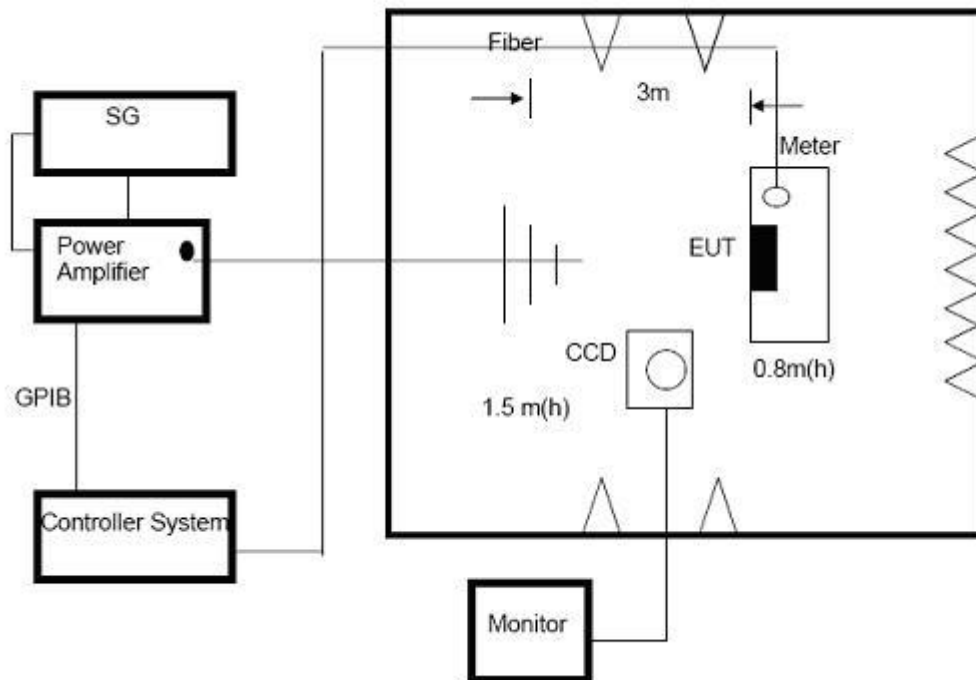 Fiber
3m
SG
Meter
Power
Amplifier
EUT
CCD
0.8m(h)
GPIB
1.5 m(h)
Controller System
Monitor